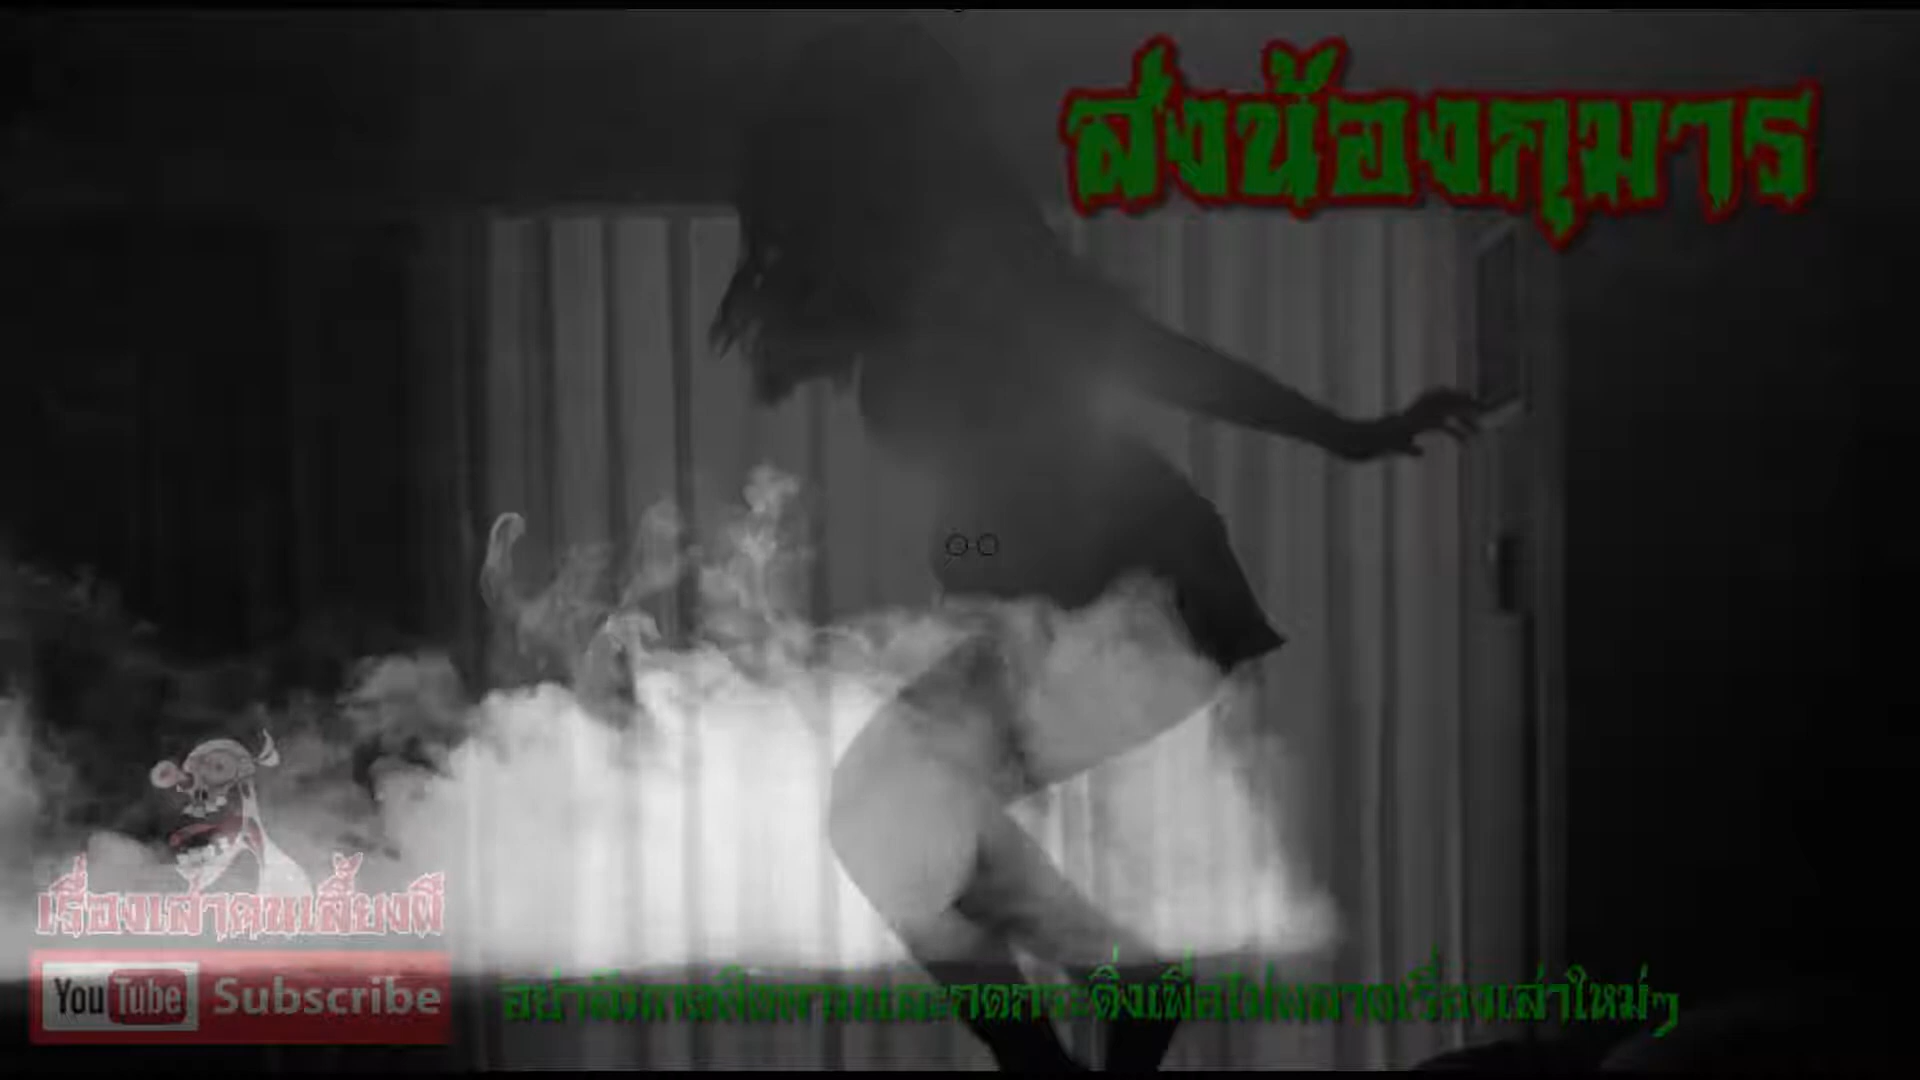 ส่งน้องกุมาร
เรื่องเล่าคนเลี้ยงผี
YouTube Subscribe
อย่าลืมกดติดตามและกดกระดิ่งเพื่อไม่พลาดเรื่องเล่าใหม่ๆ